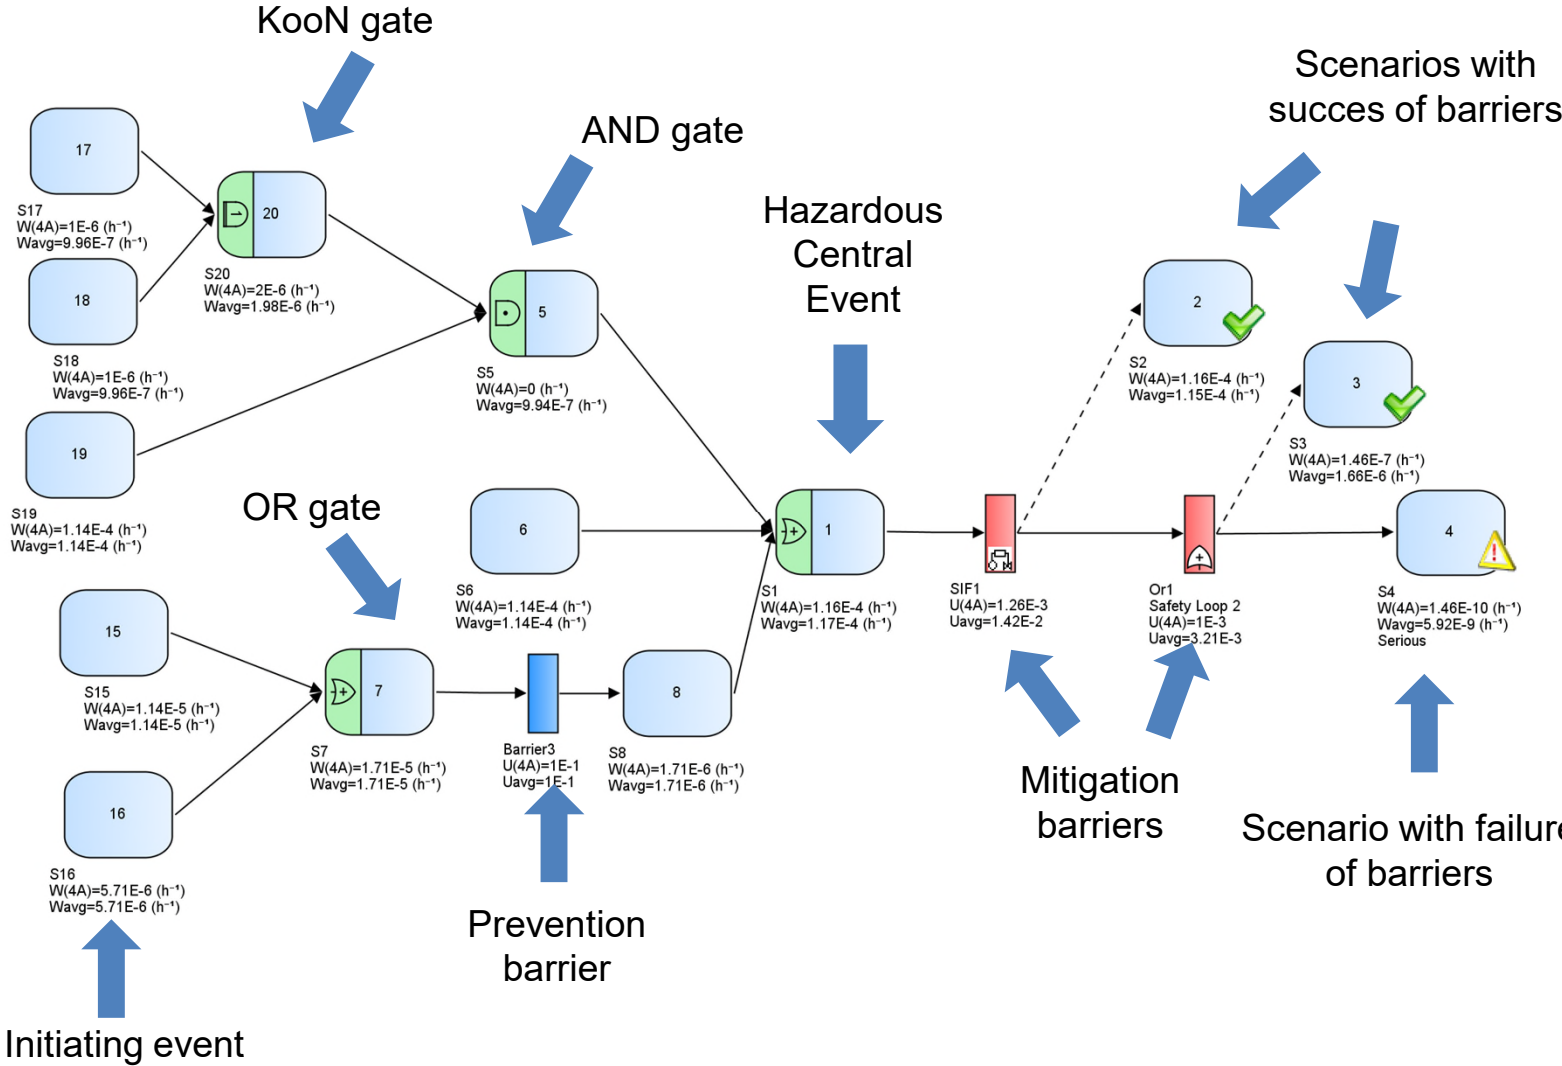 KooN gate
Scenarios with
succes of barriers
AND gate
17
S17
W(4A)=1E-6 (h⁻¹)
Wavg=9.96E-7 (h⁻¹)
20
S20
W(4A)=2E-6 (h⁻¹)
Wavg=1.98E-6 (h⁻¹)
Hazardous
Central
Event
18
S18
W(4A)=1E-6 (h⁻¹)
Wavg=9.96E-7 (h⁻¹)
5
S5
W(4A)=0 (h⁻¹)
Wavg=9.94E-7 (h⁻¹)
2
S2
W(4A)=1.16E-4 (h⁻¹)
Wavg=1.15E-4 (h⁻¹)
3
S3
W(4A)=1.46E-7 (h⁻¹)
Wavg=1.66E-6 (h⁻¹)
19
S19
W(4A)=1.14E-4 (h⁻¹)
Wavg=1.14E-4 (h⁻¹)
OR gate
6
S6
W(4A)=1.14E-4 (h⁻¹)
Wavg=1.14E-4 (h⁻¹)
1
S1
W(4A)=1.16E-4 (h⁻¹)
Wavg=1.17E-4 (h⁻¹)
SIF1
U(4A)=1.26E-3
Uavg=1.42E-2
Or1
Safety Loop 2
U(4A)=1E-3
Uavg=3.21E-3
4
S4
W(4A)=1.46E-10 (h⁻¹)
Wavg=5.92E-9 (h⁻¹)
Serious
15
S15
W(4A)=1.14E-5 (h⁻¹)
Wavg=1.14E-5 (h⁻¹)
7
S7
W(4A)=1.71E-5 (h⁻¹)
Wavg=1.71E-5 (h⁻¹)
Barrier3
U(4A)=1E-1
Uavg=1E-1
8
S8
W(4A)=1.71E-6 (h⁻¹)
Wavg=1.71E-6 (h⁻¹)
16
S16
W(4A)=5.71E-6 (h⁻¹)
Wavg=5.71E-6 (h⁻¹)
Mitigation
barriers
Scenario with failure
of barriers
Prevention
barrier
Initiating event